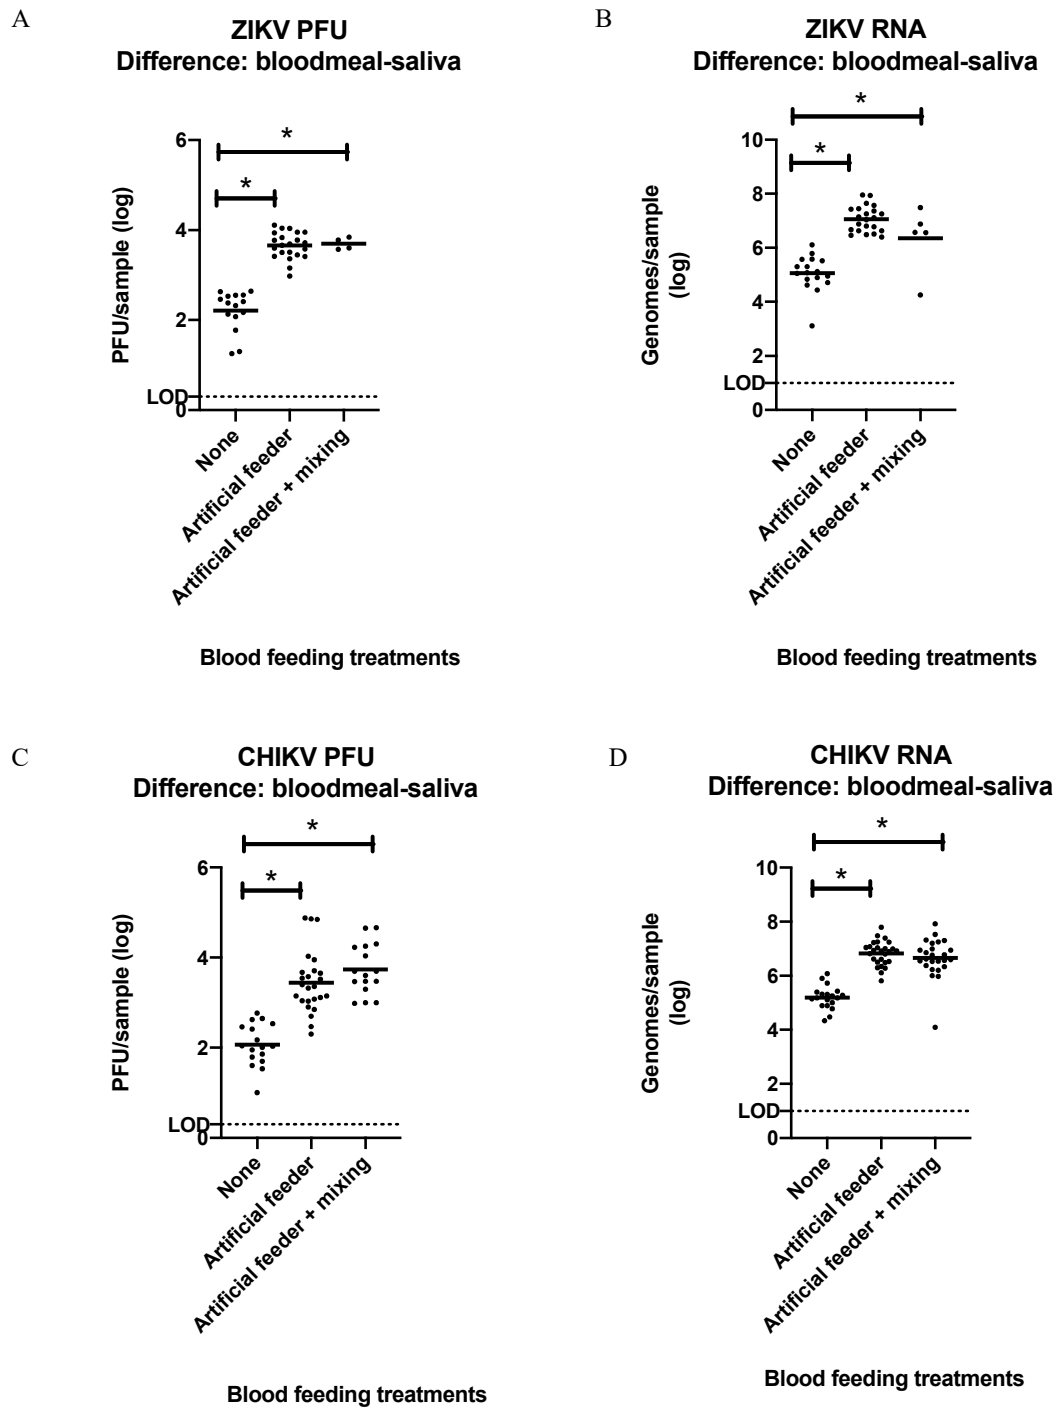 A
ZIKV PFU
Difference: bloodmeal-saliva
*
*
6
4
2
LOD
0
PFU/sample (log)
None
Artificial feeder
Artificial feeder + mixing
Blood feeding treatments
B
ZIKV RNA
Difference: bloodmeal-saliva
*
*
10
8
6
4
2
LOD
0
Genomes/sample
(log)
None
Artificial feeder
Artificial feeder + mixing
Blood feeding treatments
C
CHIKV PFU
Difference: bloodmeal-saliva
*
*
6
4
2
LOD
0
PFU/sample (log)
None
Artificial feeder
Artificial feeder + mixing
Blood feeding treatments
D
CHIKV RNA
Difference: bloodmeal-saliva
*
*
10
8
6
4
2
LOD
0
Genomes/sample
(log)
None
Artificial feeder
Artificial feeder + mixing
Blood feeding treatments